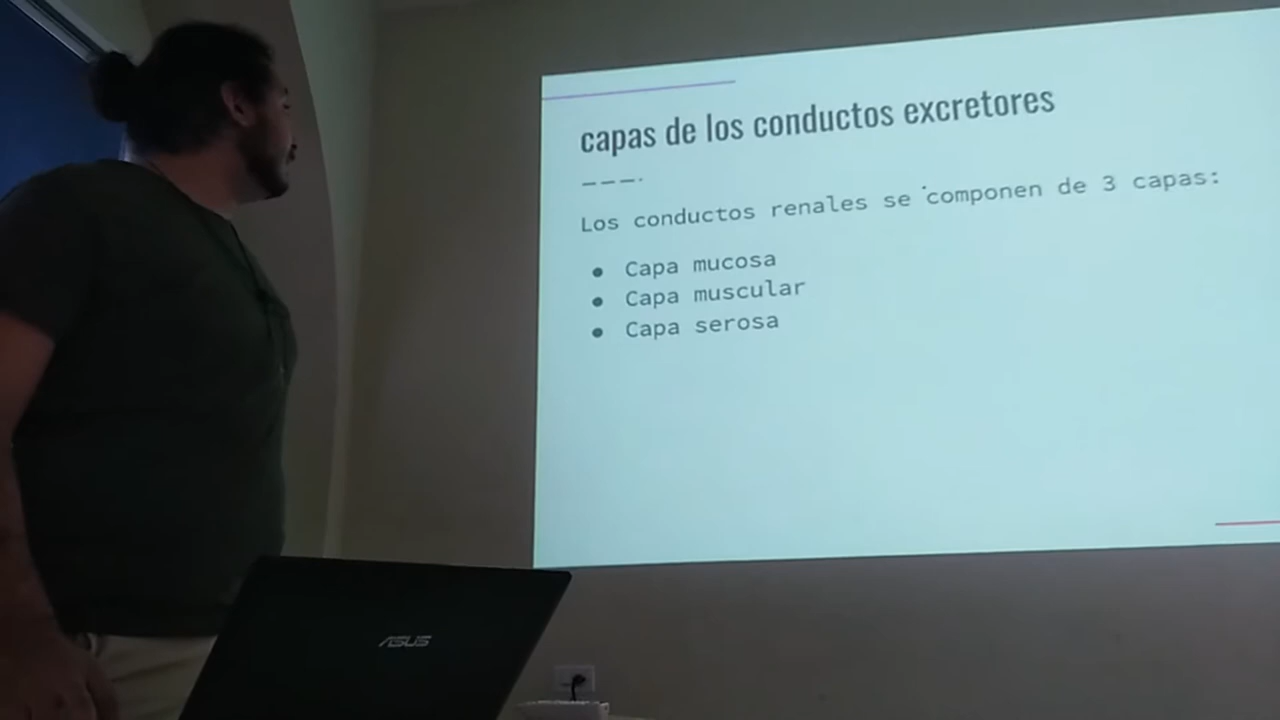 capas de los conductos excretores
Los conductos renales se componen de 3 capas:
● Capa mucosa
● Capa muscular
● Capa serosa
ASUS